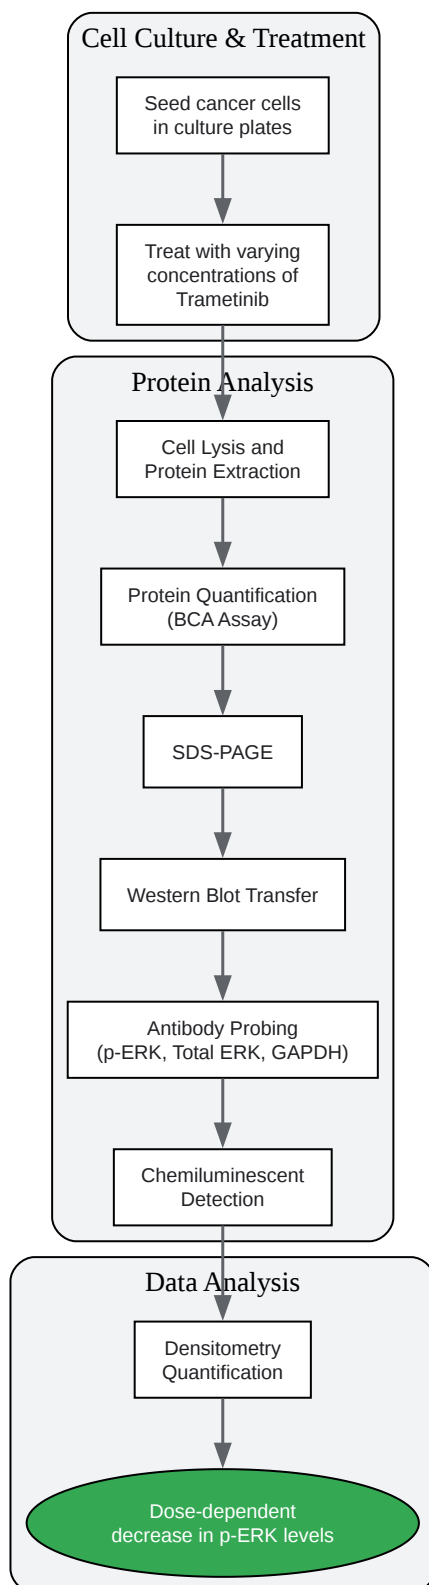 Cell Culture & Treatment
Seed cancer cells
in culture plates
Treat with varying
concentrations of
Trametinib
Protein Analysis
Cell Lysis and
Protein Extraction
Protein Quantification
(BCA Assay)
SDS-PAGE
Western Blot Transfer
Antibody Probing
(p-ERK, Total ERK, GAPDH)
Chemiluminescent
Detection
Data Analysis
Densitometry
Quantification
Dose-dependent
decrease in p-ERK levels